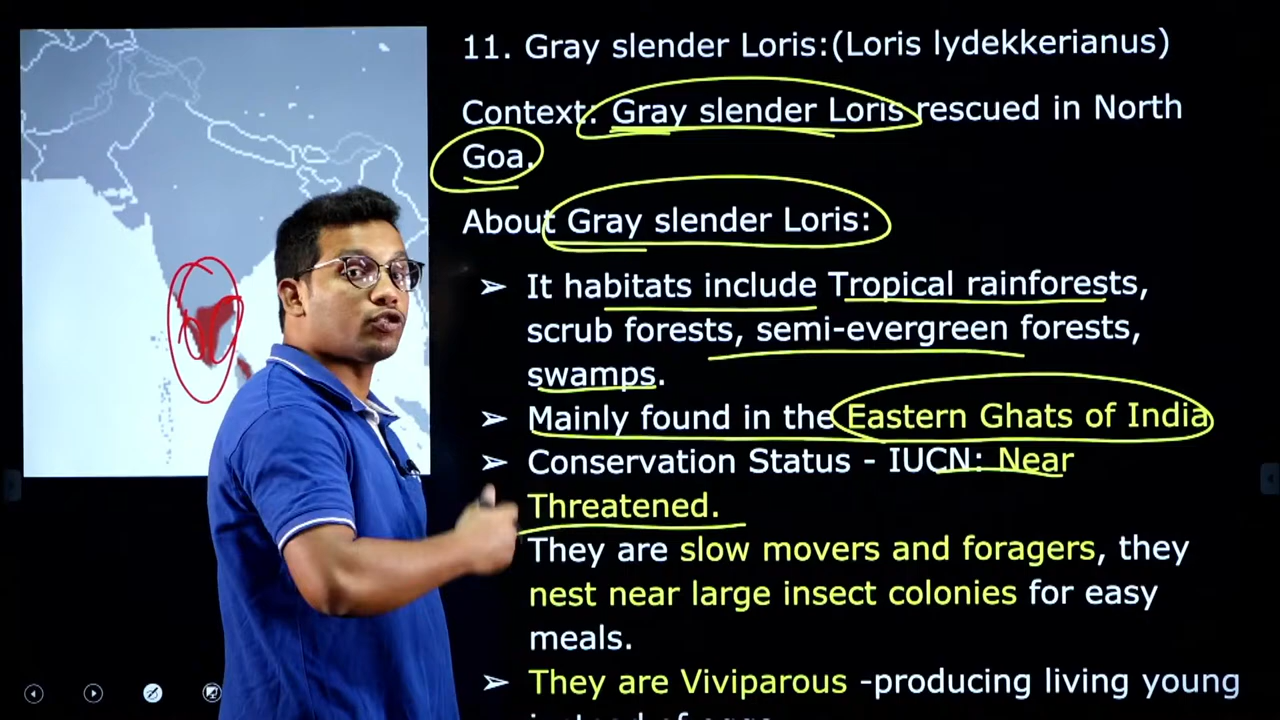 11. Gray slender Loris:(Loris lydekkerianus)
Context: Gray slender Loris rescued in North
Goa.
About Gray slender Loris:
➢ It habitats include Tropical rainforests,
scrub forests, semi-evergreen forests,
swamps.
➢ Mainly found in the Eastern Ghats of India
➢ Conservation Status - IUCN: Near
Threatened.
They are slow movers and foragers, they
nest near large insect colonies for easy
meals.
➢ They are Viviparous -producing living young